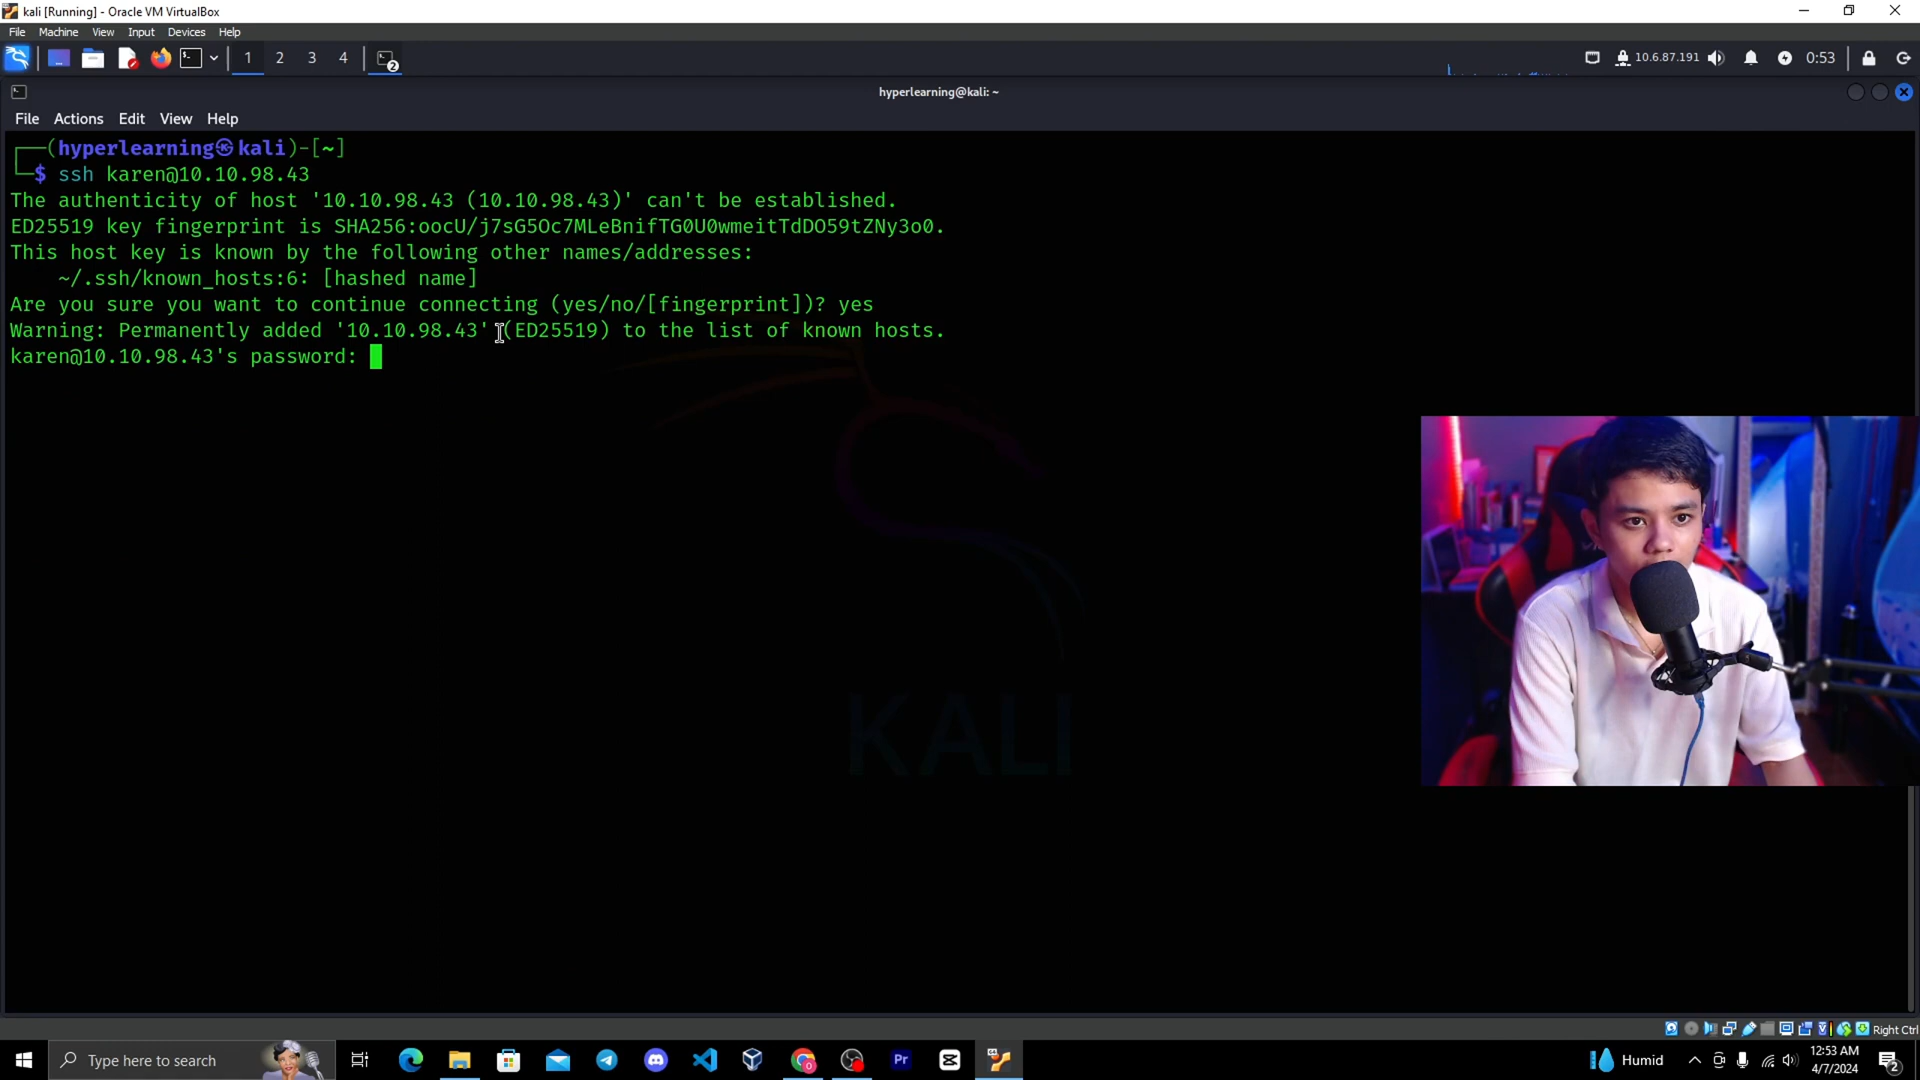 kali [Running] - Oracle VM VirtualBox
File Machine View Input Devices Help
1 2 3 4 2
10.6.87.191 0:53
hyperlearning@kali: ~
File Actions Edit View Help
┌──(hyperlearning㉿kali)-[~]
└─$ ssh karen@10.10.98.43
The authenticity of host '10.10.98.43 (10.10.98.43)' can't be established.
ED25519 key fingerprint is SHA256:oocU/j7sG5Oc7MLeBnifTG0U0wmeitTdDO59tZNy3o0.
This host key is known by the following other names/addresses:
    ~/.ssh/known_hosts:6: [hashed name]
Are you sure you want to continue connecting (yes/no/[fingerprint])? yes
Warning: Permanently added '10.10.98.43' (ED25519) to the list of known hosts.
karen@10.10.98.43's password:
KALI
Right Ctrl
Type here to search
Pr
Humid
12:53 AM
4/7/2024
2